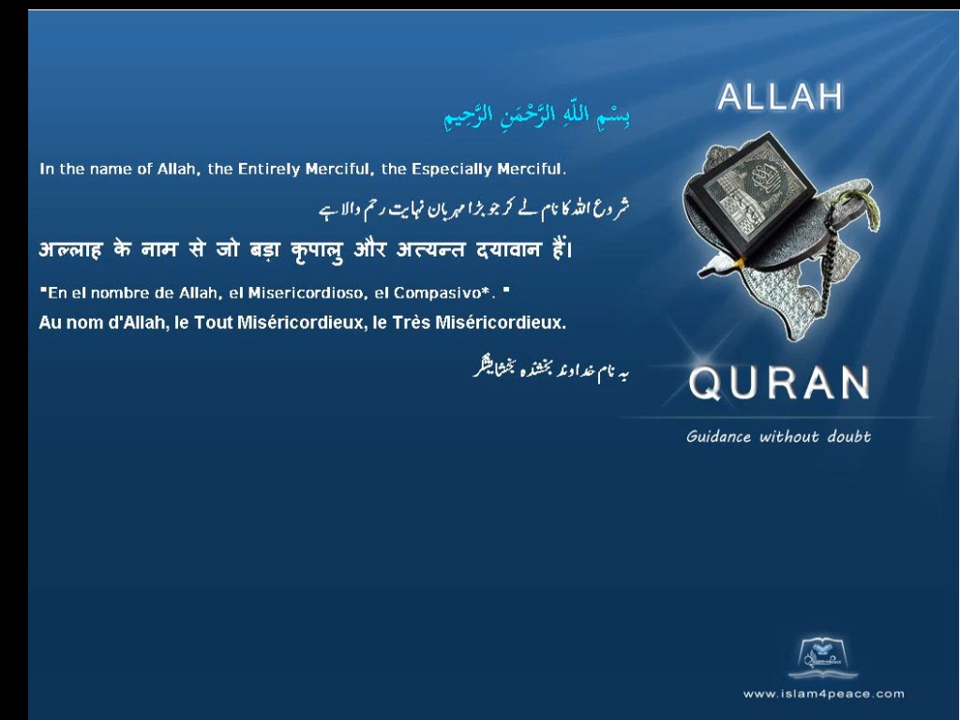 بِسْمِ اللَّهِ الرَّحْمَنِ الرَّحِيمِ
In the name of Allah, the Entirely Merciful, the Especially Merciful.
شروع الله کا نام لے کر جو بڑا مہربان نہایت رحم والا ہے
अल्लाह के नाम से जो बड़ा कृपालु और अत्यन्त दयावान हैं।
"En el nombre de Allah, el Misericordioso, el Compasivo*. "
Au nom d'Allah, le Tout Miséricordieux, le Très Miséricordieux.
به نام خداوند بخشنده بخشایشگر
ALLAH
QURAN
Guidance without doubt
www.islam4peace.com